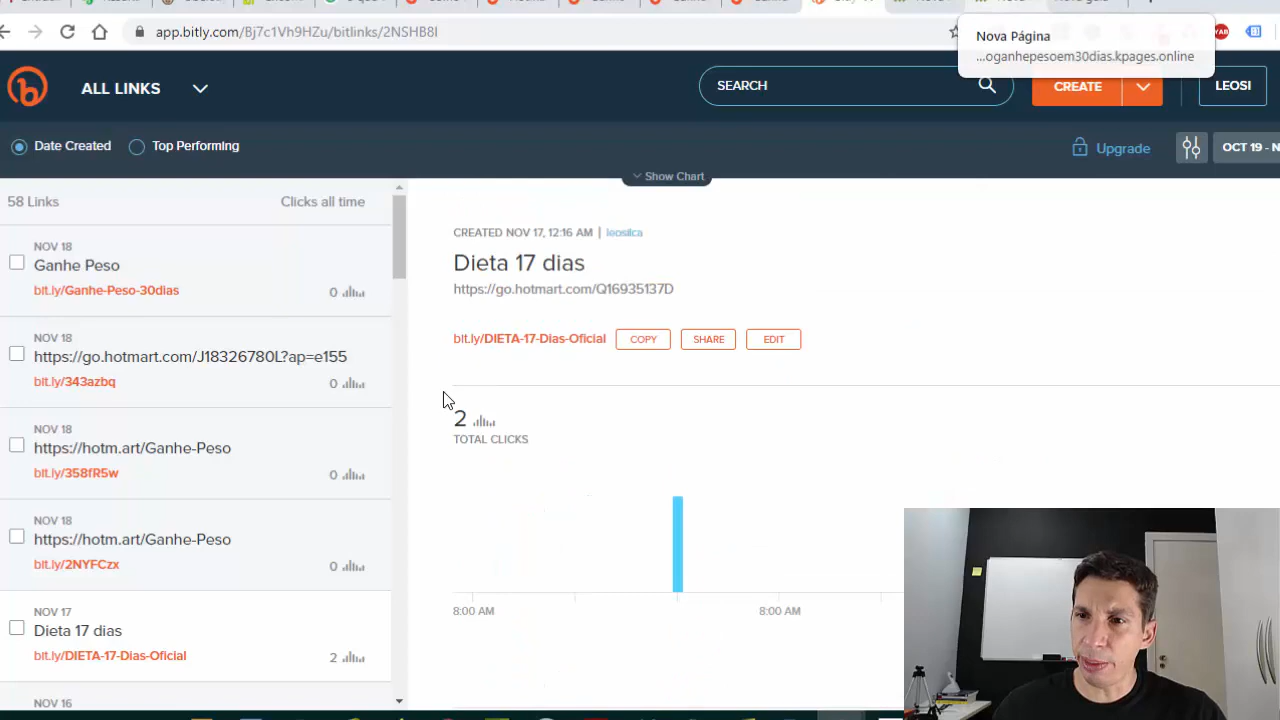 app.bitly.com/Bj7c1Vh9HZu/bitlinks/2NSHB8I
Nova Página
...oganhepesoem30dias.kpages.online
ALL LINKS
SEARCH
CREATE
LEOSI
Date Created
Top Performing
Upgrade
OCT 19 - N
Show Chart
58 Links
Clicks all time
NOV 18
Ganhe Peso
bit.ly/Ganhe-Peso-30dias
0
NOV 18
https://go.hotmart.com/J18326780L?ap=e155
bit.ly/343azbq
0
NOV 18
https://hotm.art/Ganhe-Peso
bit.ly/358fR5w
0
NOV 18
https://hotm.art/Ganhe-Peso
bit.ly/2NYFCzx
0
NOV 17
Dieta 17 dias
bit.ly/DIETA-17-Dias-Oficial
2
NOV 16
CREATED NOV 17, 12:16 AM | leosilca
Dieta 17 dias
https://go.hotmart.com/Q16935137D
bit.ly/DIETA-17-Dias-Oficial
COPY
SHARE
EDIT
2
TOTAL CLICKS
8:00 AM
8:00 AM